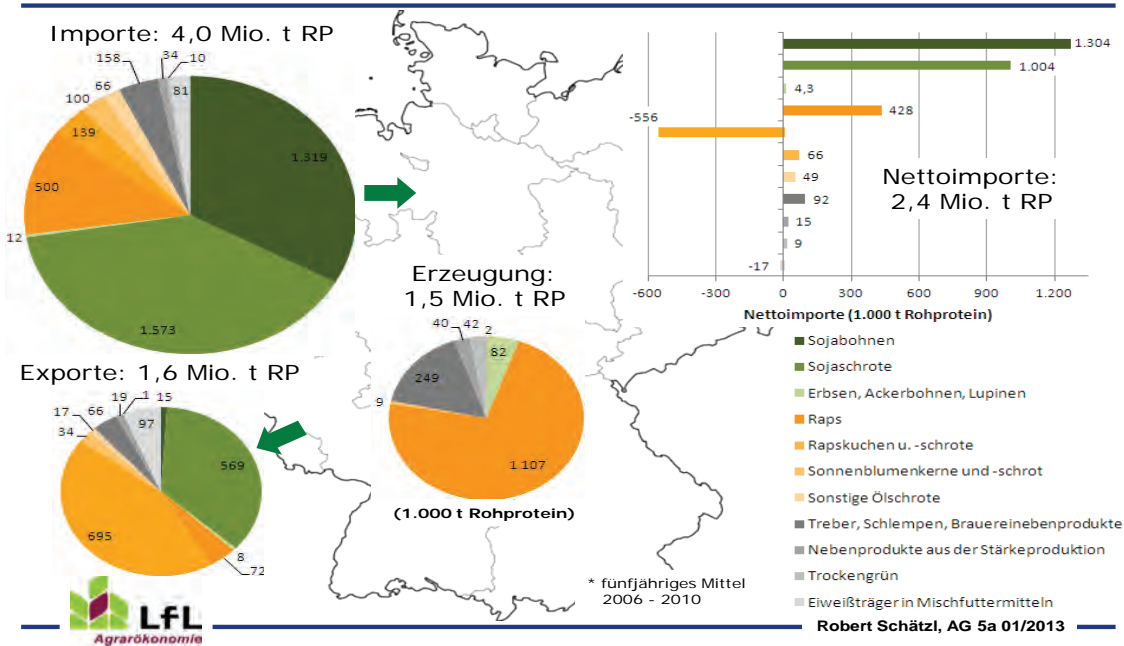 Importe: 4,0 Mio. t RP
158
34
10
66
81
100
139
1.319
500
12
1.573
1.304
1.004
4,3
428
-556
66
49
92
15
9
-17
Nettoimporte:
2,4 Mio. t RP
-600 -300 0 300 600 900 1.200
Nettoimporte (1.000 t Rohprotein)
Erzeugung:
1,5 Mio. t RP
40
42
2
82
249
9
1 107
(1.000 t Rohprotein)
Exporte: 1,6 Mio. t RP
19
1
15
66
17
97
34
569
695
8
72
Sojabohnen
Sojaschrote
Erbsen, Ackerbohnen, Lupinen
Raps
Rapskuchen u. -schrote
Sonnenblumenkerne und -schrot
Sonstige Ölschrote
Treber, Schlempen, Brauereinebenprodukte
Nebenprodukte aus der Stärkeproduktion
Trockengrün
Eiweißträger in Mischfuttermitteln
* fünfjähriges Mittel
2006 - 2010
LfL
Agrarökonomie
Robert Schätzl, AG 5a 01/2013